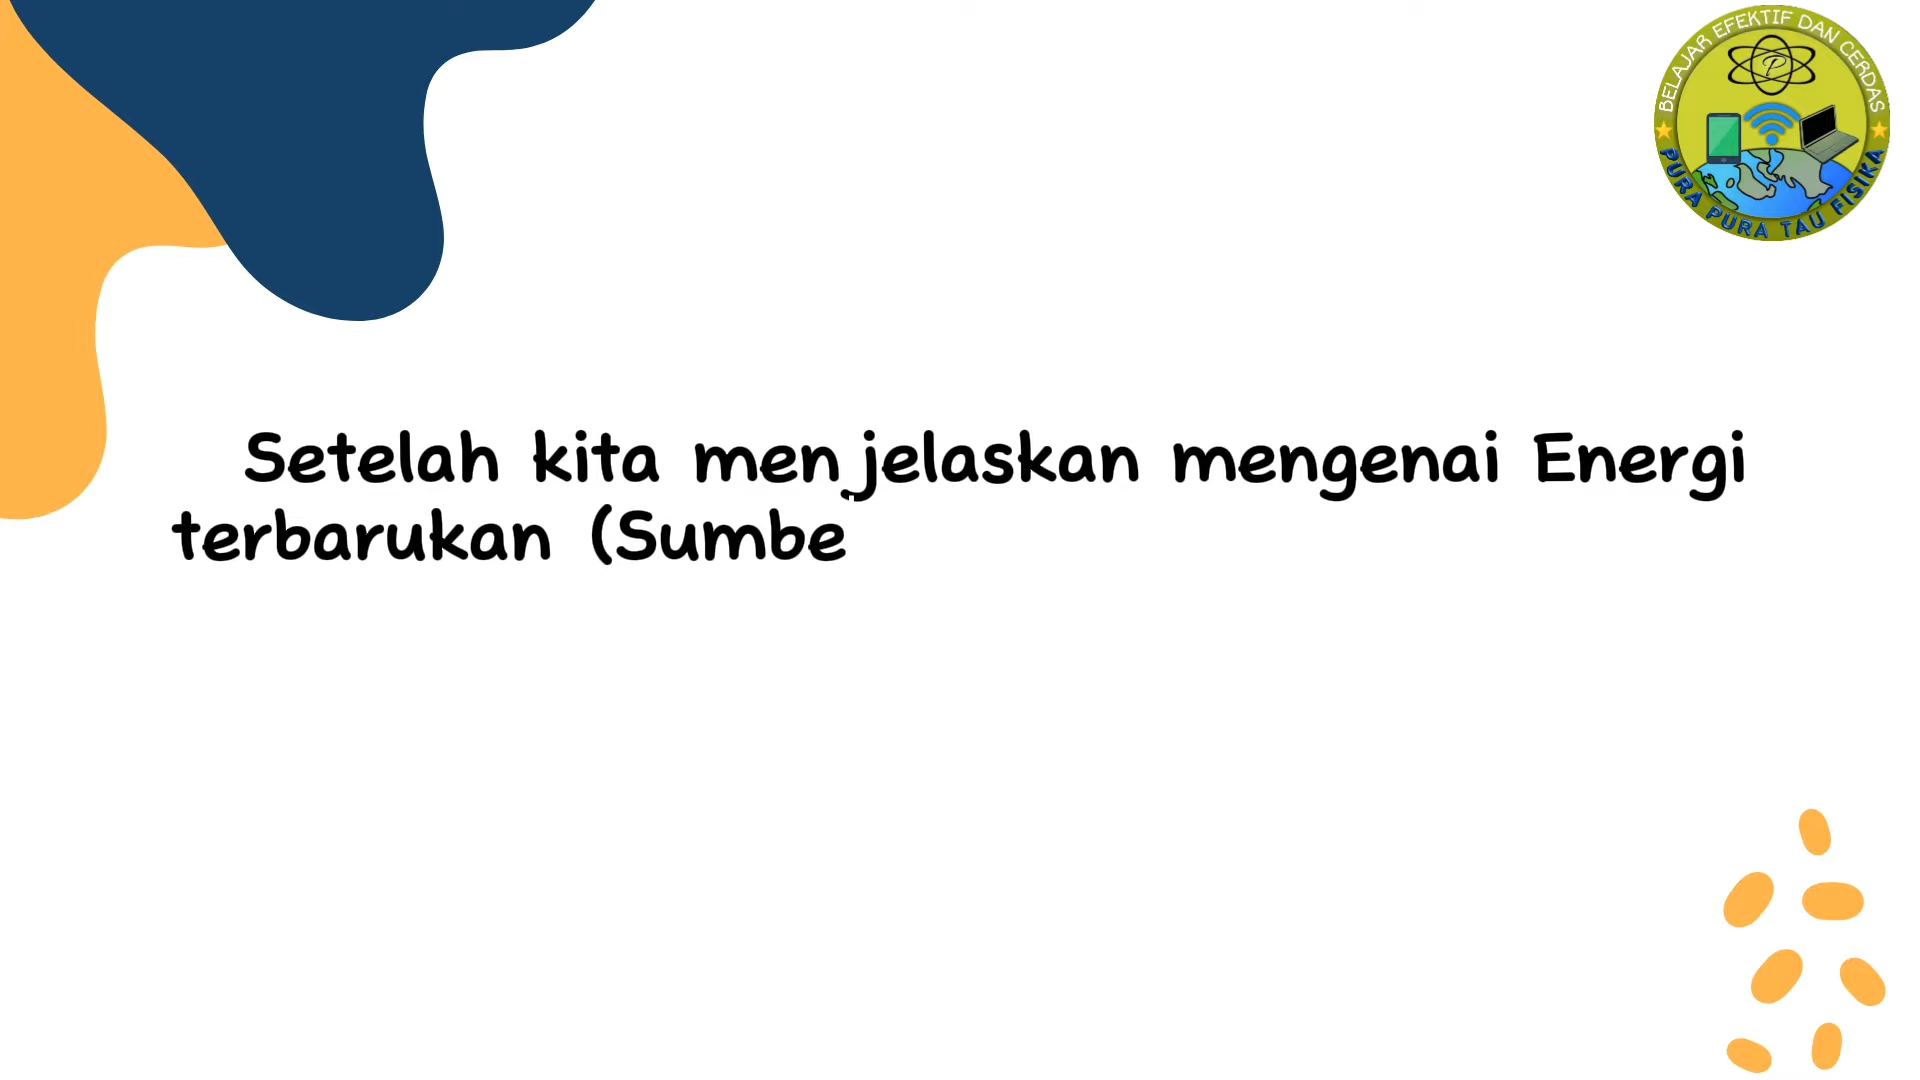 BELAJAR EFEKTIF DAN CERDAS
P
PURA PURA TAU FISIKA
Setelah kita menjelaskan mengenai Energi
terbarukan (Sumbe